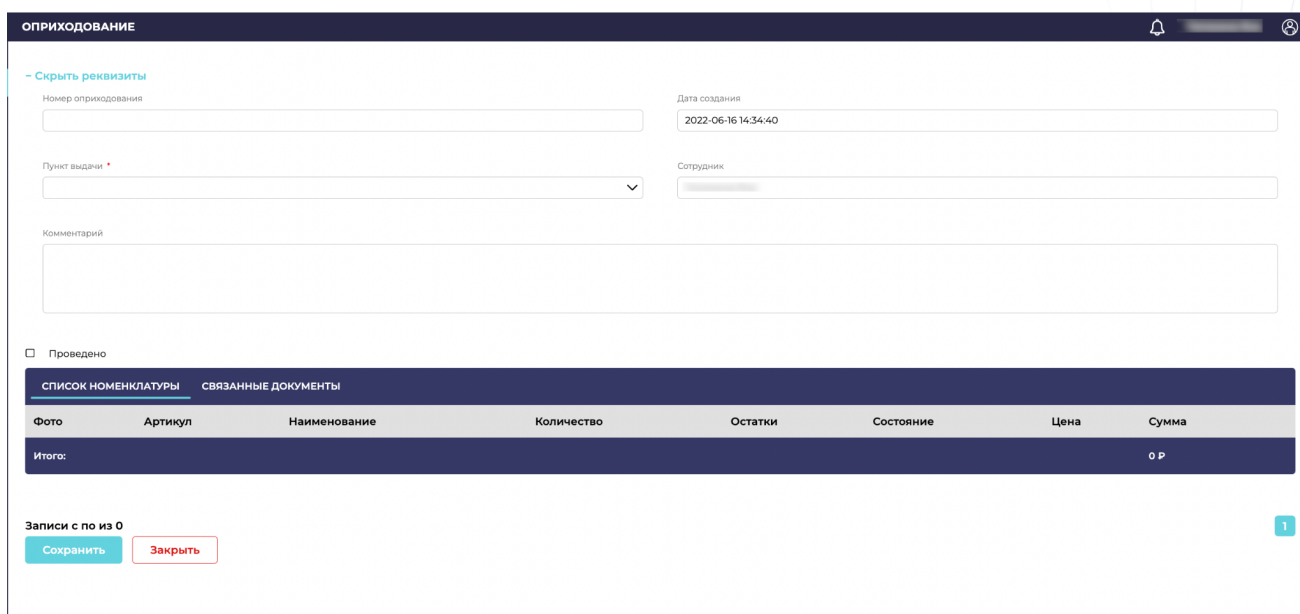 ОПРИХОДОВАНИЕ
− Скрыть реквизиты
Номер оприходования Дата создания
2022-06-16 14:34:40
Пункт выдачи * Сотрудник
Комментарий
Проведено
СПИСОК НОМЕНКЛАТУРЫ СВЯЗАННЫЕ ДОКУМЕНТЫ
Фото Артикул Наименование Количество Остатки Состояние Цена Сумма
Итого: 0 ₽
Записи с по из 0 1
Сохранить Закрыть